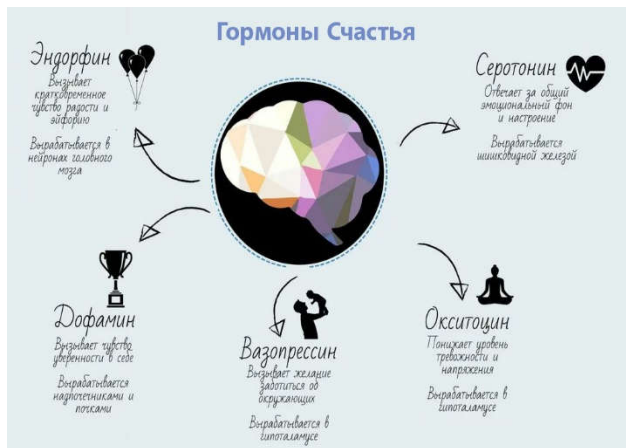 Гормоны Счастья
Эндорфин
Вызывает
кратковременное
чувство радости и
эйфорию
Вырабатывается в
нейронах головного
мозга
Серотонин
Отвечает за общий
эмоциональный фон
и настроение
Вырабатывается
шишковидной железой
Дофамин
Вызывает чувство
уверенности в себе
Вырабатывается
надпочечниками и
почками
Вазопрессин
Вызывает желание
заботиться об
окружающих
Вырабатывается в
гипоталамусе
Окситоцин
Понижает уровень
тревожности и
напряжения
Вырабатывается в
гипоталамусе